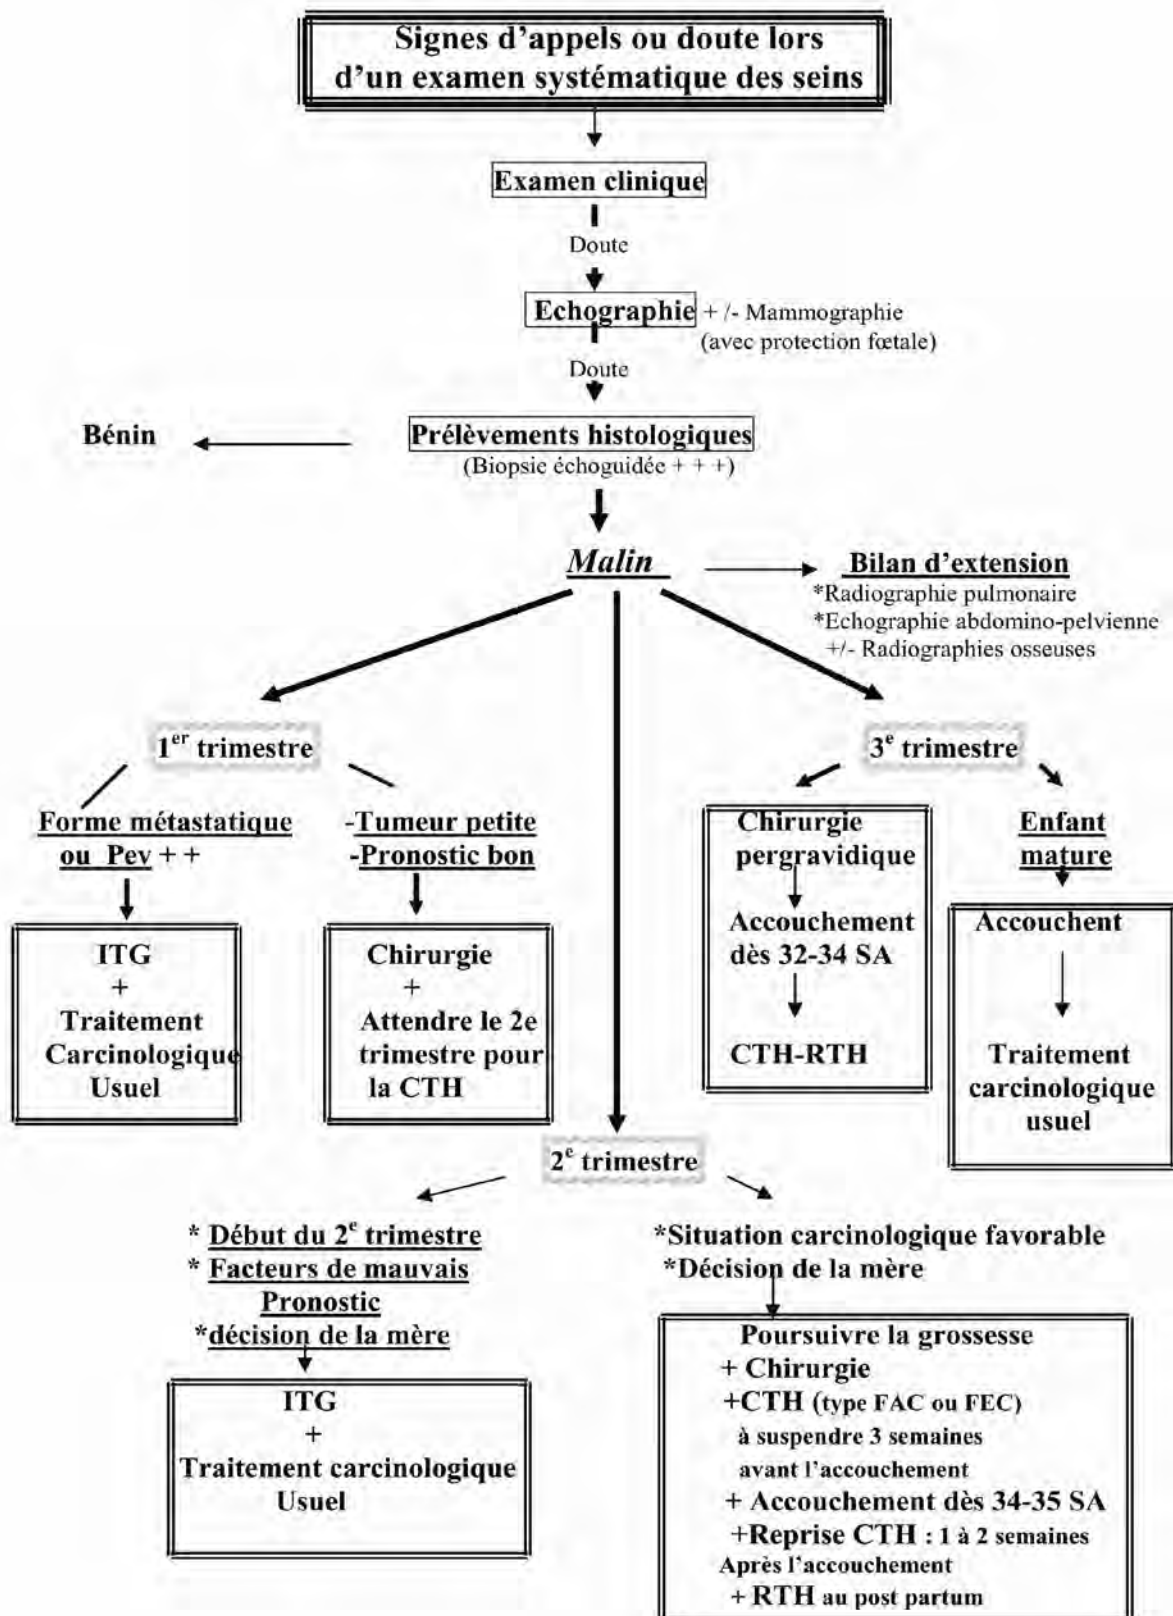 Signes d'appels ou doute lors
d'un examen systématique des seins
Examen clinique
Doute
Echographie + /- Mammographie
(avec protection fœtale)
Doute
Bénin
Prélèvements histologiques
(Biopsie échoguidée + + +)
Malin
Bilan d'extension
*Radiographie pulmonaire
*Echographie abdomino-pelvienne
+/- Radiographies osseuses
1er trimestre
Forme métastatique
ou Pev + +
ITG
+
Traitement
Carcinologique
Usuel
-Tumeur petite
-Pronostic bon
Chirurgie
+
Attendre le 2e
trimestre pour
la CTH
3e trimestre
Chirurgie
pergravidique
Accouchement
dès 32-34 SA
CTH-RTH
Enfant
mature
Accouchent
Traitement
carcinologique
usuel
2e trimestre
* Début du 2e trimestre
* Facteurs de mauvais
Pronostic
*décision de la mère
ITG
+
Traitement carcinologique
Usuel
*Situation carcinologique favorable
*Décision de la mère
Poursuivre la grossesse
+ Chirurgie
+CTH (type FAC ou FEC)
à suspendre 3 semaines
avant l'accouchement
+ Accouchement dès 34-35 SA
+Reprise CTH : 1 à 2 semaines
Après l'accouchement
+ RTH au post partum